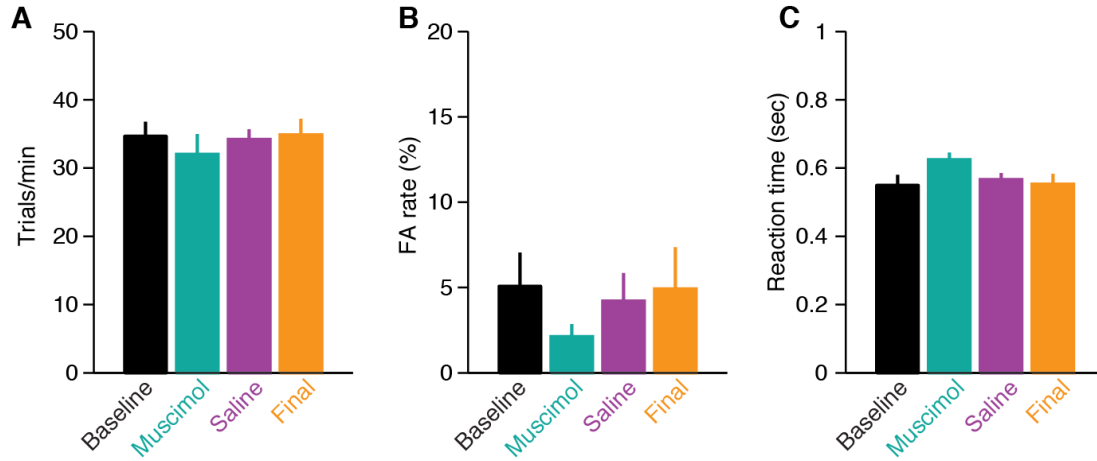 A
Trials/min
50
40
30
20
10
0
Baseline
Muscimol
Saline
Final
B
FA rate (%)
20
15
10
5
0
Baseline
Muscimol
Saline
Final
C
Reaction time (sec)
1
0.8
0.6
0.4
0.2
0
Baseline
Muscimol
Saline
Final